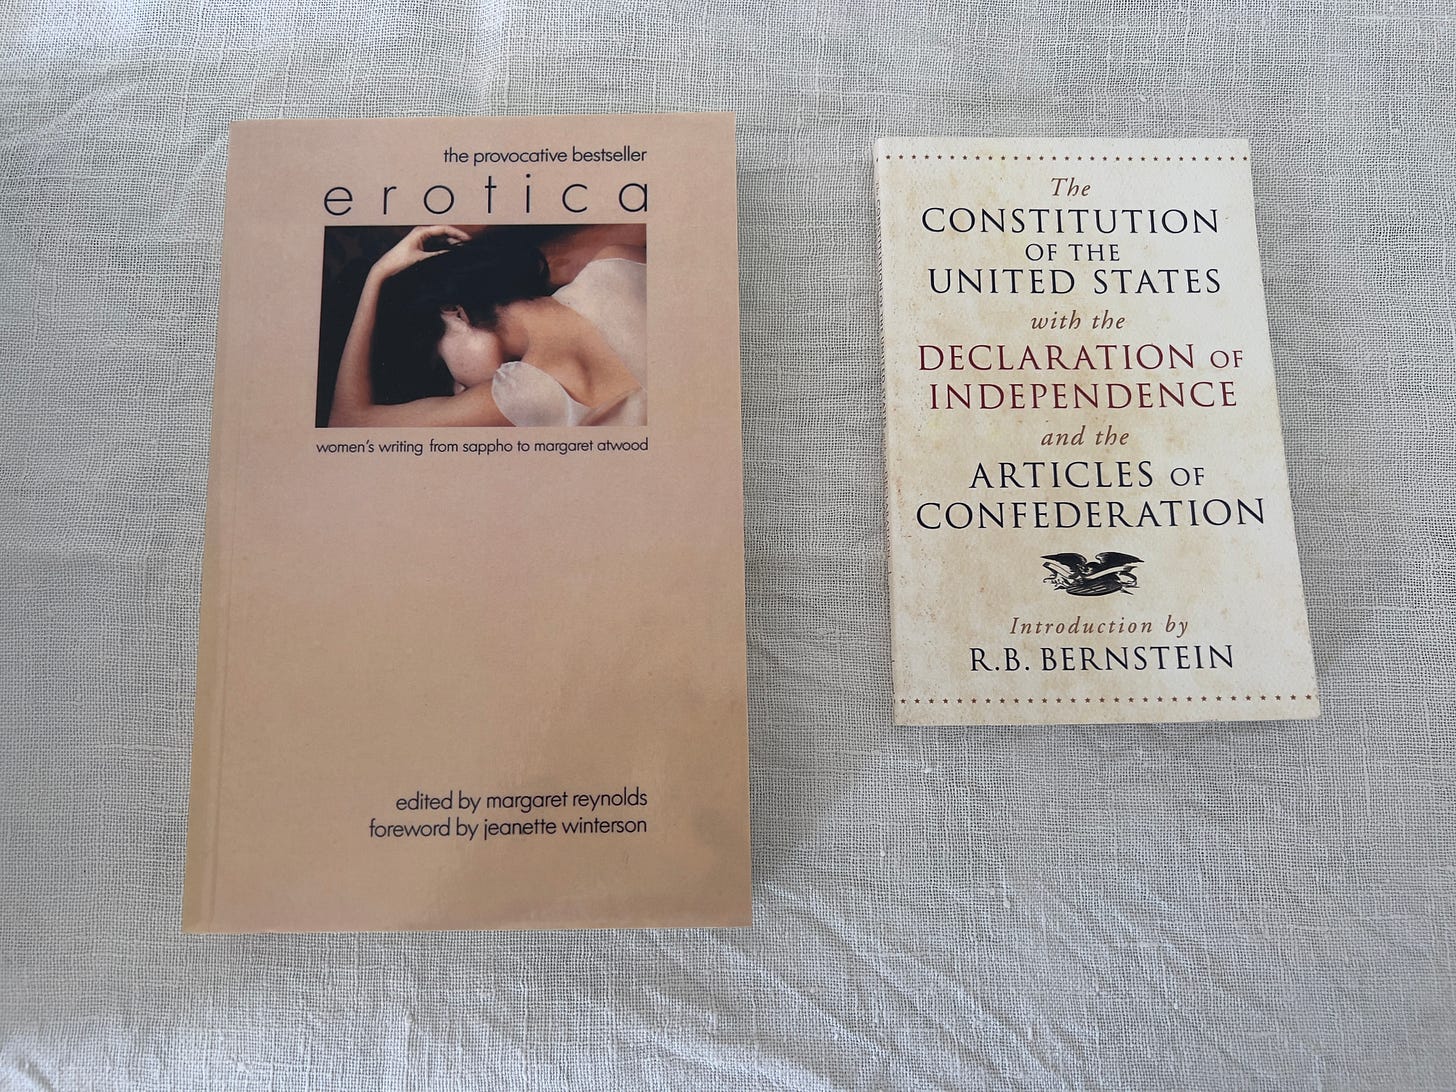 the provocative bestseller
erotica
women's writing from sappho to margaret atwood
edited by margaret reynolds
foreword by jeanette winterson
The
CONSTITUTION
OF THE
UNITED STATES
with the
DECLARATION OF
INDEPENDENCE
and the
ARTICLES OF
CONFEDERATION
Introduction by
R.B. BERNSTEIN